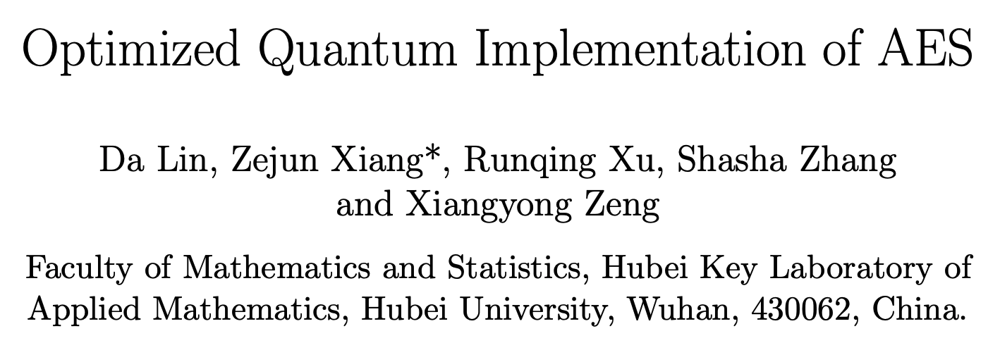 Optimized Quantum Implementation of AES
Da Lin, Zejun Xiang*, Runqing Xu, Shasha Zhang
and Xiangyong Zeng
Faculty of Mathematics and Statistics, Hubei Key Laboratory of
Applied Mathematics, Hubei University, Wuhan, 430062, China.